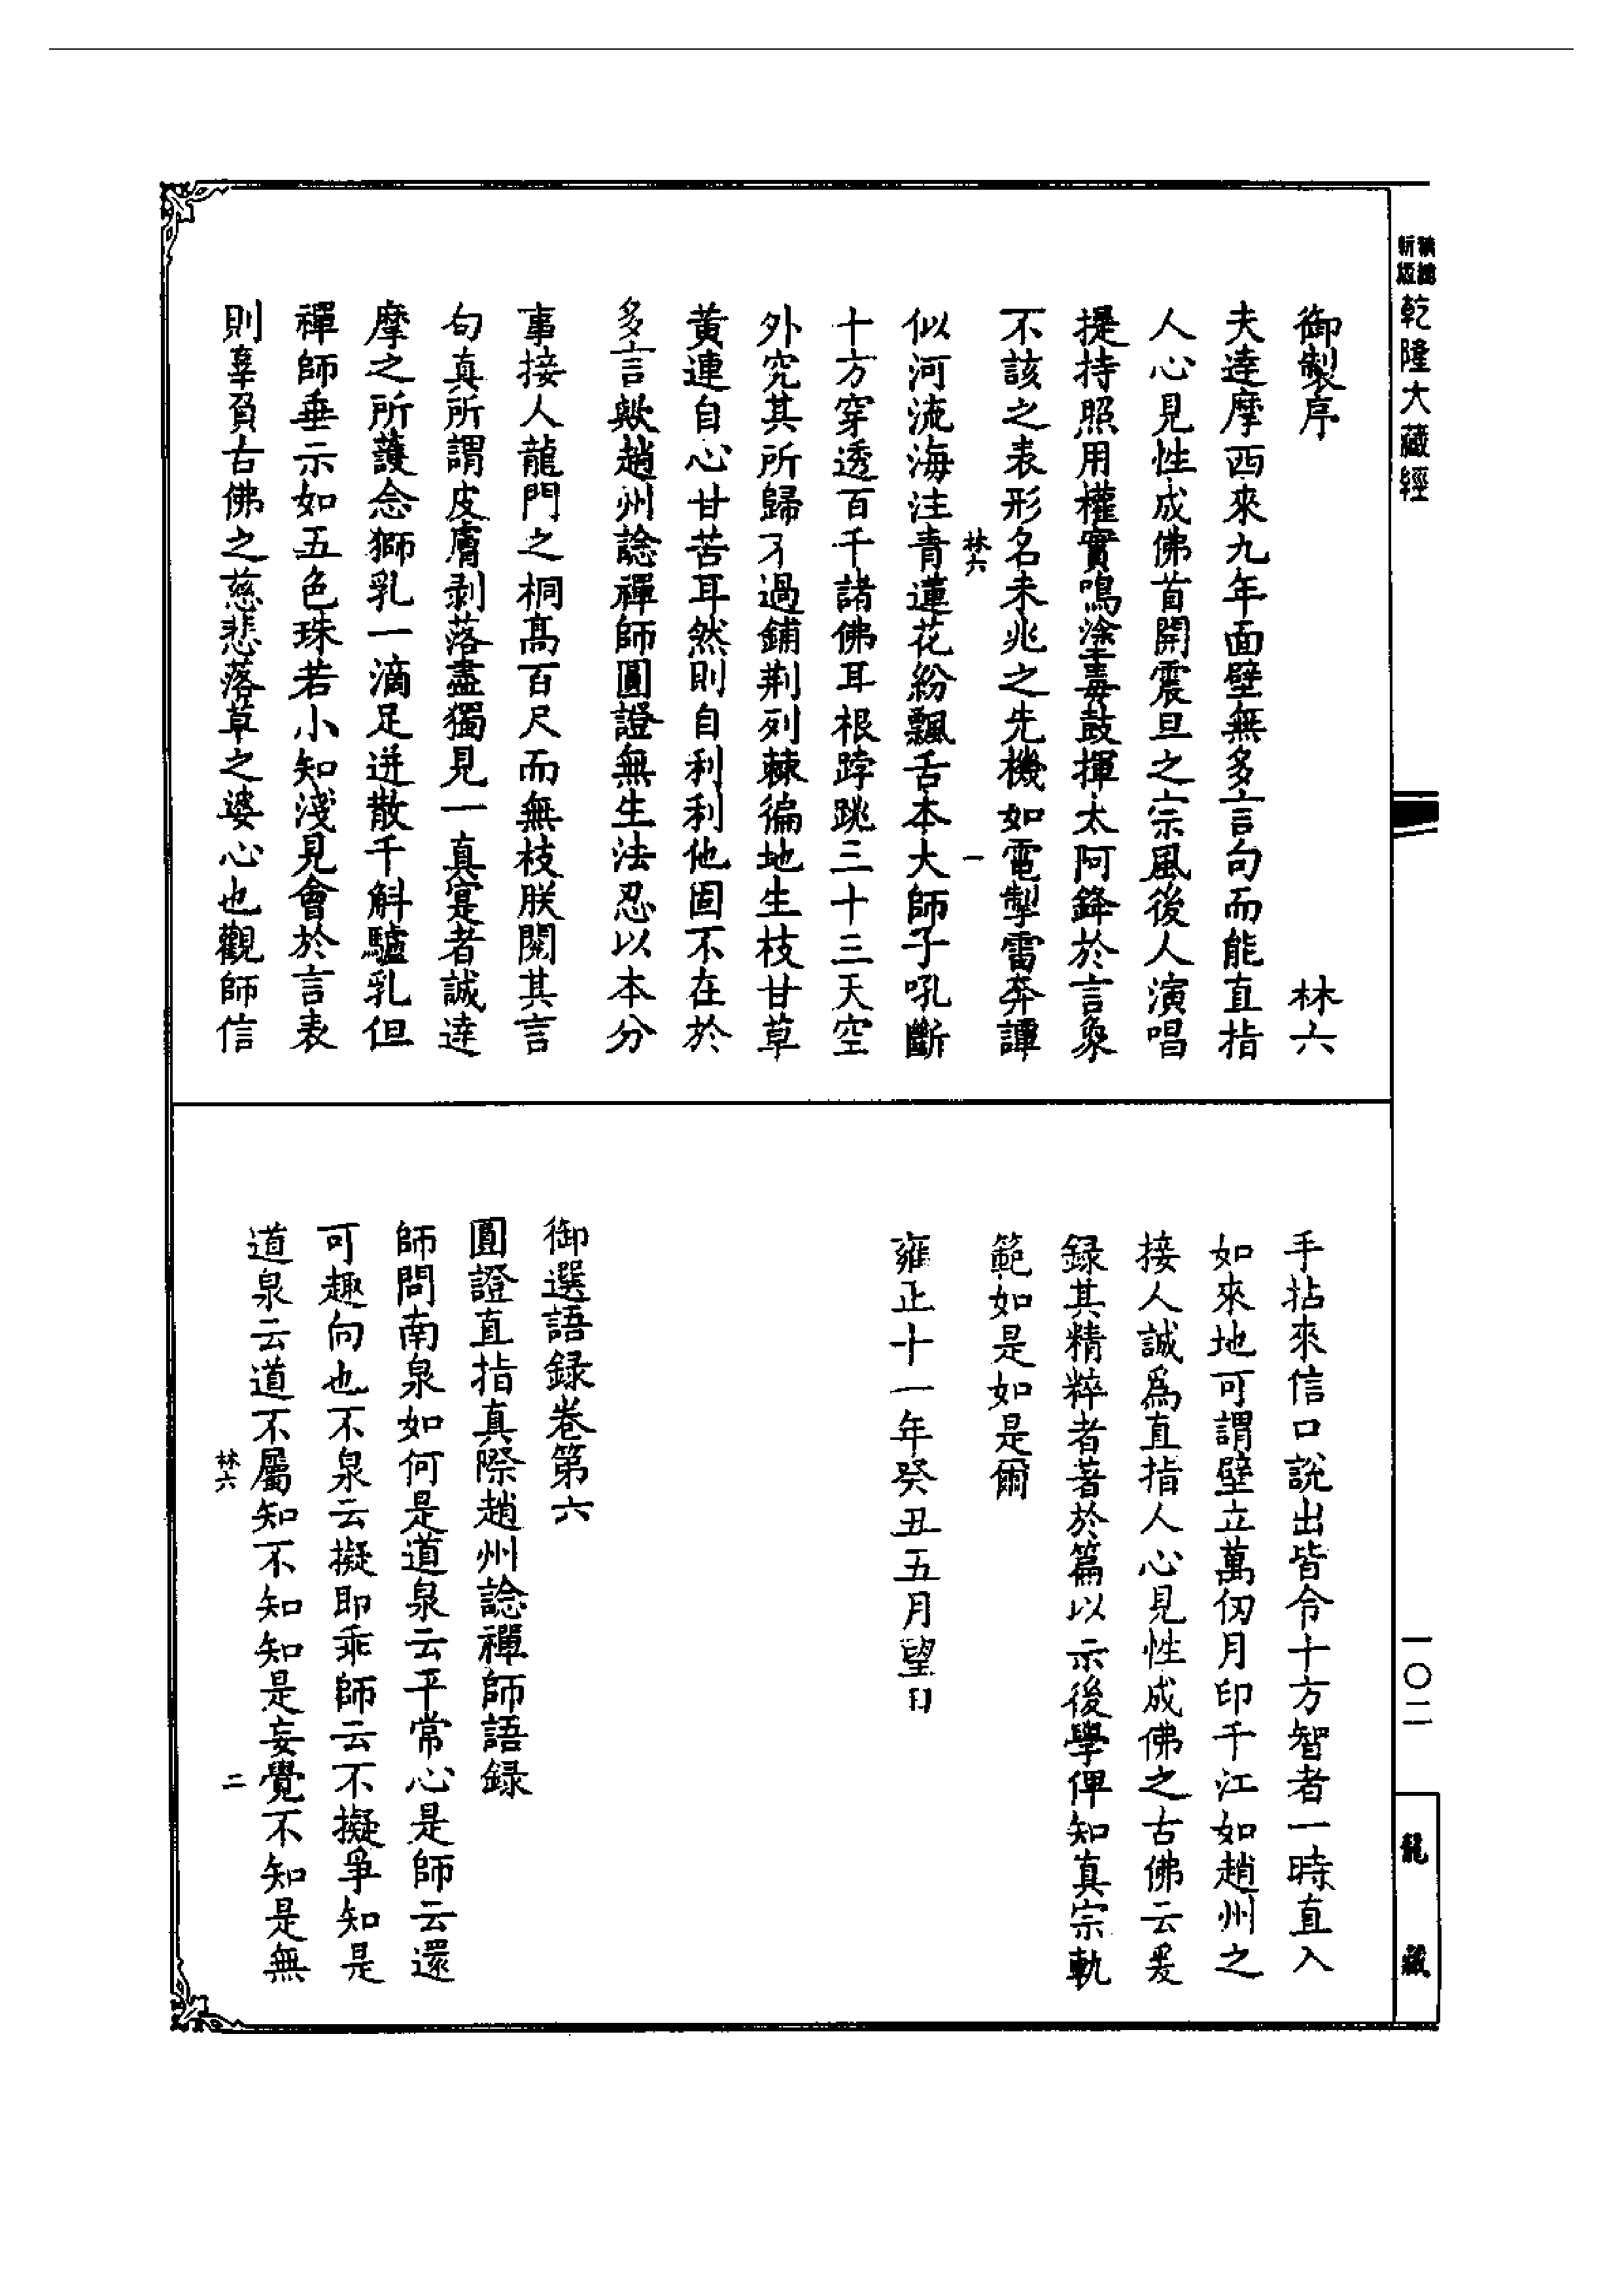 乾隆大藏經
御製序 林六
夫達摩西來九年面壁無多言句而能直指
人心見性成佛首開震旦之宗風後人演唱
提持照用權實鳴塗毒鼓揮太阿鋒於言象
不該之表形名未兆之先機如電掣雷奔譚
林六 一
似河流海注青蓮花紛飄舌本大師子吼斷
十方穿透百千諸佛耳根踍跳三十三天空
外究其所歸不過鋪荆列棘徧地生枝甘草
黃連自心甘苦耳然則自利利他固不在於
多言歟趙州諗禪師圓證無生法忍以本分
事接人龍門之桐高百尺而無枝朕閱其言
句真所謂皮膚剥落盡獨見一真寔者誠達
摩之所護念獅乳一滴足迸散千斛驢乳但
禪師垂示如五色珠若小知淺見會於言表
則辜負古佛之慈悲落草之婆心也觀師信
手拈來信口說出皆令十方智者一時直入
如來地可謂壁立萬仞月印千江如趙州之
接人誠爲直指人心見性成佛之古佛云爰
録其精粹者著於篇以示後學俾知真宗軌
範如是如是爾
雍正十一年癸丑五月望日
御選語録卷第六
圓證直指真際趙州諗禪師語録
師問南泉如何是道泉云平常心是師云還
可趣向也不泉云擬即乖師云不擬爭知是
道泉云道不屬知不知知是妄覺不知是無
林六 二
一〇二
龍藏